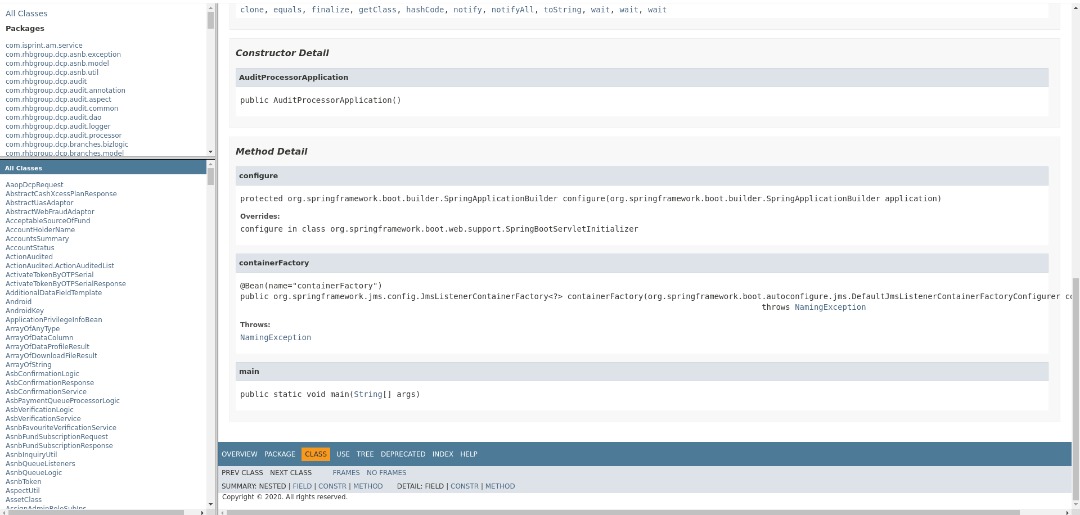 All Classes
Packages
com.isprint.am.service
com.rhbgroup.dcp.asnb.exception
com.rhbgroup.dcp.asnb.model
com.rhbgroup.dcp.asnb.util
com.rhbgroup.dcp.audit
com.rhbgroup.dcp.audit.annotation
com.rhbgroup.dcp.audit.aspect
com.rhbgroup.dcp.audit.common
com.rhbgroup.dcp.audit.dao
com.rhbgroup.dcp.audit.logger
com.rhbgroup.dcp.audit.processor
com.rhbgroup.dcp.branches.bizlogic
com.rhbgroup.dcp.branches.model
All Classes
AaopDcpRequest
AbstractCashXcessPlanResponse
AbstractUasAdaptor
AbstractWebFraudAdaptor
AcceptableSourceOfFund
AccountHolderName
AccountsSummary
AccountStatus
ActionAudited
ActionAudited.ActionAuditedList
ActivateTokenByOTPSerial
ActivateTokenByOTPSerialResponse
AdditionalDataFieldTemplate
Android
AndroidKey
ApplicationPrivilegeInfoBean
ArrayOfAnyType
ArrayOfDataColumn
ArrayOfDataProfileResult
ArrayOfDownloadFileResult
ArrayOfString
AsbConfirmationLogic
AsbConfirmationResponse
AsbConfirmationService
AsbPaymentQueueProcessorLogic
AsbVerificationLogic
AsbVerificationService
AsnbFavouriteVerificationService
AsnbFundSubscriptionRequest
AsnbFundSubscriptionResponse
AsnbInquiryUtil
AsnbQueueListeners
AsnbQueueLogic
AsnbToken
AspectUtil
AssetClass
clone, equals, finalize, getClass, hashCode, notify, notifyAll, toString, wait, wait, wait
Constructor Detail
AuditProcessorApplication
public AuditProcessorApplication()
Method Detail
configure
protected org.springframework.boot.builder.SpringApplicationBuilder configure(org.springframework.boot.builder.SpringApplicationBuilder application)
Overrides:
configure in class org.springframework.boot.web.support.SpringBootServletInitializer
containerFactory
@Bean(name="containerFactory")
public org.springframework.jms.config.JmsListenerContainerFactory<?> containerFactory(org.springframework.boot.autoconfigure.jms.DefaultJmsListenerContainerFactoryConfigurer co
throws NamingException
Throws:
NamingException
main
public static void main(String[] args)
OVERVIEW PACKAGE CLASS USE TREE DEPRECATED INDEX HELP
PREV CLASS NEXT CLASS FRAMES NO FRAMES
SUMMARY: NESTED | FIELD | CONSTR | METHOD DETAIL: FIELD | CONSTR | METHOD
Copyright © 2020. All rights reserved.